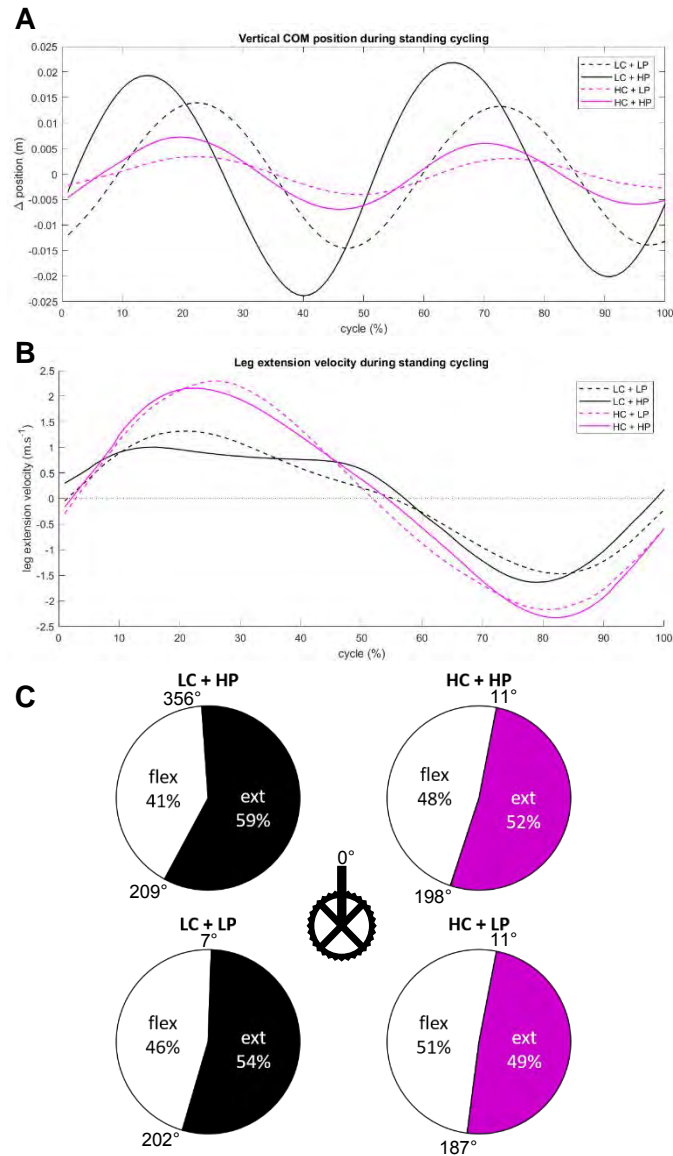 A
Vertical COM position during standing cycling
LC + LP
LC + HP
HC + LP
HC + HP
0.025
0.02
0.015
0.01
0.005
0
-0.005
-0.01
-0.015
-0.02
-0.025
Δ position (m)
0 10 20 30 40 50 60 70 80 90 100
cycle (%)
B
Leg extension velocity during standing cycling
LC + LP
LC + HP
HC + LP
HC + HP
2.5
2
1.5
1
0.5
0
-0.5
-1
-1.5
-2
-2.5
leg extension velocity (m.s⁻¹)
0 10 20 30 40 50 60 70 80 90 100
cycle (%)
C
LC + HP
356°
flex
41%
ext
59%
209°
HC + HP
11°
flex
48%
ext
52%
198°
0°
LC + LP
7°
flex
46%
ext
54%
202°
HC + LP
11°
flex
51%
ext
49%
187°